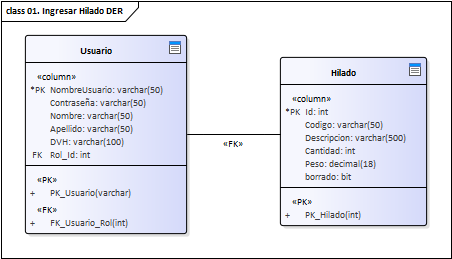 class 01. Ingresar Hilado DER
Usuario
«column»
*PK NombreUsuario: varchar(50)
Contraseña: varchar(50)
Nombre: varchar(50)
Apellido: varchar(50)
DVH: varchar(100)
FK Rol_Id: int
«PK»
+ PK_Usuario(varchar)
«FK»
+ FK_Usuario_Rol(int)
«FK»
Hilado
«column»
*PK Id: int
Codigo: varchar(50)
Descripcion: varchar(500)
Cantidad: int
Peso: decimal(18)
borrado: bit
«PK»
+ PK_Hilado(int)